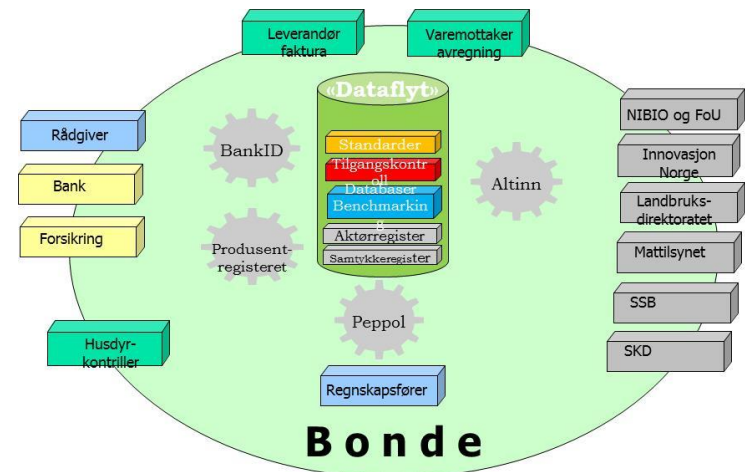 Leverandør
faktura
Varemottaker
avregning
«Dataflyt»
Standarder
Tilgangskontr
oll
Databaser
Benchmarkin
g
Aktørregister
Samtykkeregister
BankID
Produsent-
registeret
Altinn
Peppol
Rådgiver
Bank
Forsikring
Husdyr-
kontriller
Regnskapsfører
NIBIO og FoU
Innovasjon
Norge
Landbruks-
direktoratet
Mattilsynet
SSB
SKD
Bonde